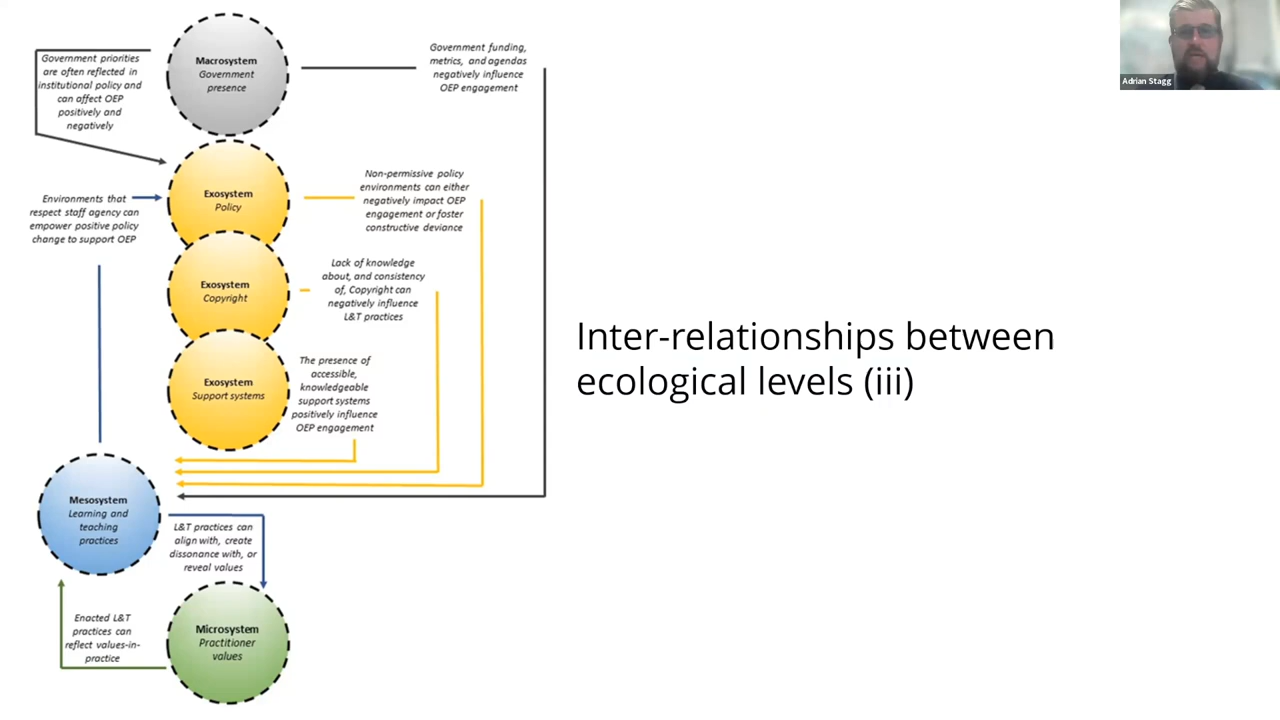 Macrosystem
Government
presence
Government priorities
are often reflected in
institutional policy and
can affect OEP
positively and
negatively
Government funding,
metrics, and agendas
negatively influence
OEP engagement
Adrian Stagg
Exosystem
Policy
Environments that
respect staff agency can
empower positive policy
change to support OEP
Non-permissive policy
environments can either
negatively impact OEP
engagement or foster
constructive deviance
Exosystem
Copyright
Lack of knowledge
about, and consistency
of, Copyright can
negatively influence
L&T practices
Exosystem
Support systems
The presence of
accessible,
knowledgeable
support systems
positively influence
OEP engagement
Inter-relationships between
ecological levels (iii)
Mesosystem
Learning and
teaching
practices
L&T practices can
align with, create
dissonance with, or
reveal values
Microsystem
Practitioner
values
Enacted L&T
practices can
reflect values-in-
practice